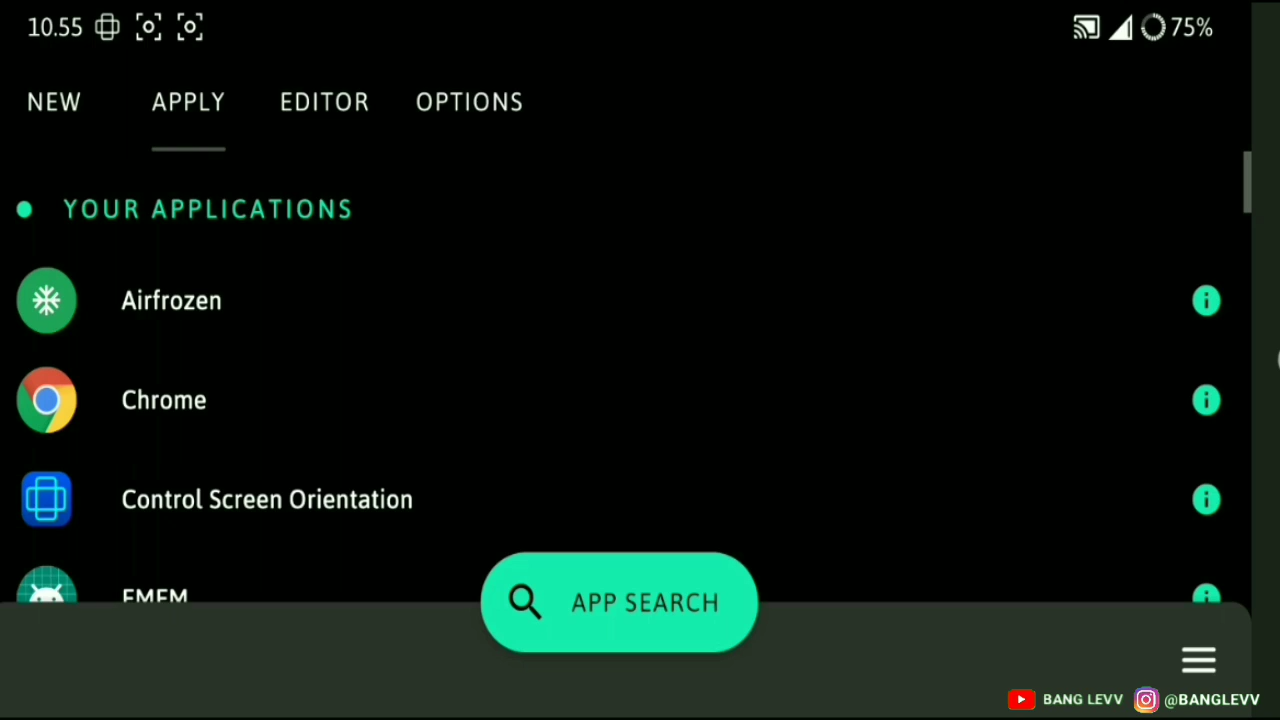 10.55 75%
NEW APPLY EDITOR OPTIONS
YOUR APPLICATIONS
Airfrozen
Chrome
Control Screen Orientation
FMFM
APP SEARCH
BANG LEVV @BANGLEVV